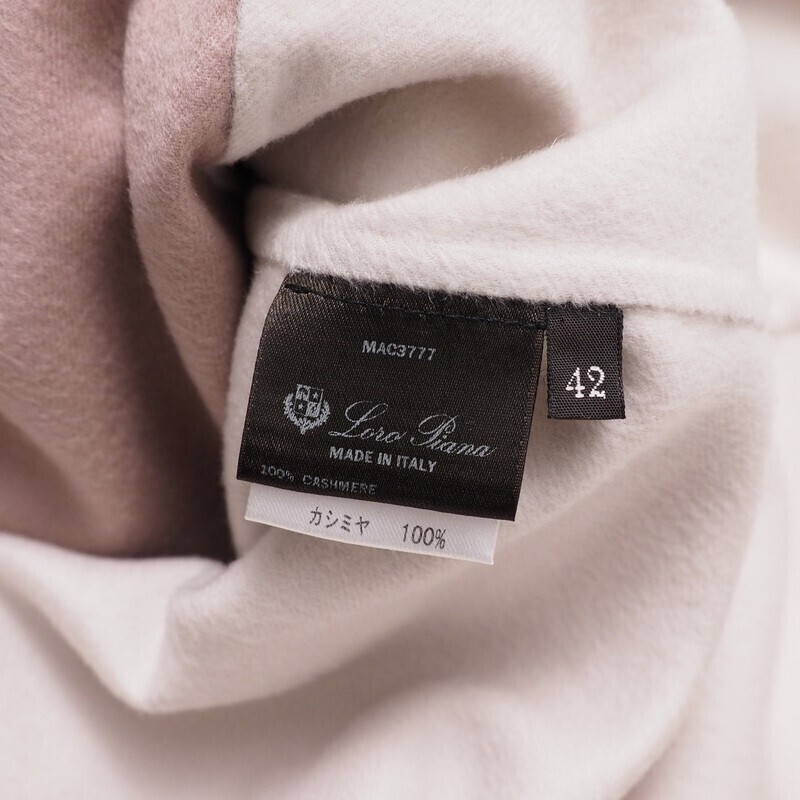 MAC3777
42
Loro Piana
MADE IN ITALY
100% CASHMERE
カシミヤ 100%